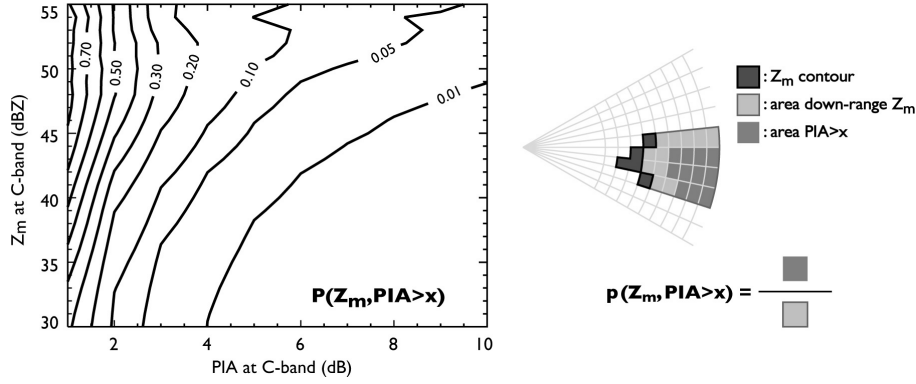 55
50
45
40
35
30
Zm at C-band (dBZ)
0.70
0.50
0.30
0.20
0.10
0.05
0.01
P(Zm,PIA>x)
2
4
6
8
10
PIA at C-band (dB)
: Zm contour
: area down-range Zm
: area PIA>x
p(Zm,PIA>x) =